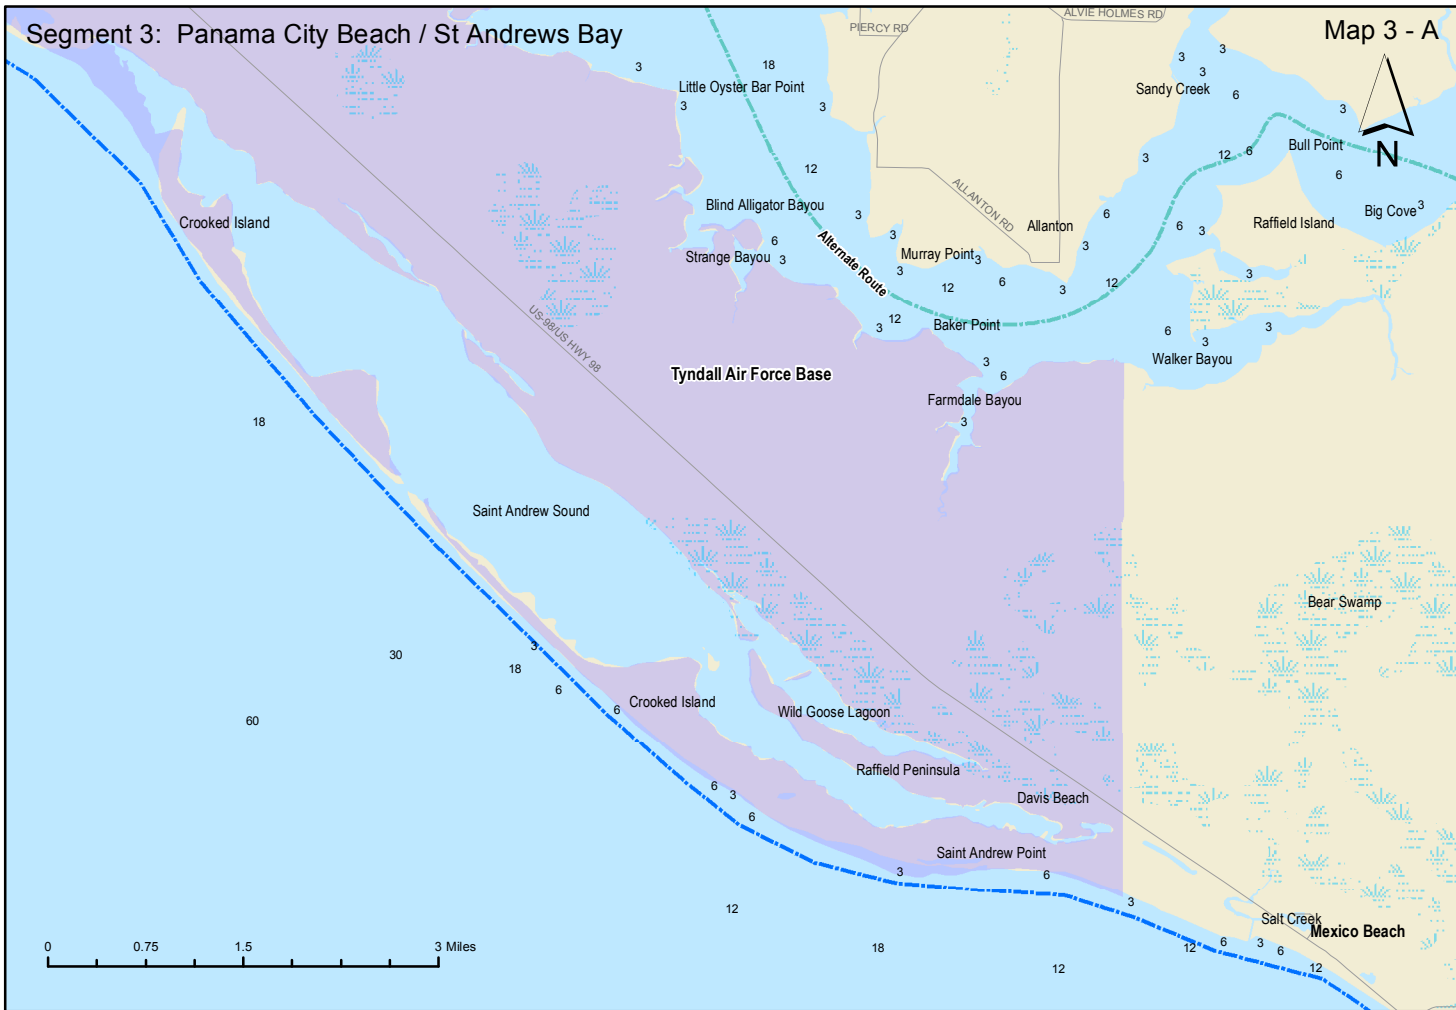 Segment 3: Panama City Beach / St Andrews Bay
Map 3 - A
PIERCY RD
ALVIE HOLMES RD
3
18
3
3
3
Little Oyster Bar Point
Sandy Creek
6
3
3
3
Bull Point
N
12
12
6
3
6
Blind Alligator Bayou
ALLANTON RD
3
6
Big Cove
3
Crooked Island
Allanton
6
3
Raffield Island
3
6
Strange Bayou
3
Alternate Route
Murray Point
3
3
3
3
6
12
3
12
US-98/US HWY 98
3
12
Baker Point
6
3
3
Walker Bayou
3
6
Tyndall Air Force Base
Farmdale Bayou
18
3
Saint Andrew Sound
Bear Swamp
3
30
18
6
6
Crooked Island
Wild Goose Lagoon
60
Raffield Peninsula
6
3
Davis Beach
6
Saint Andrew Point
3
6
3
12
Salt Creek
Mexico Beach
0
0.75
1.5
3 Miles
18
12
6
3
6
12
12